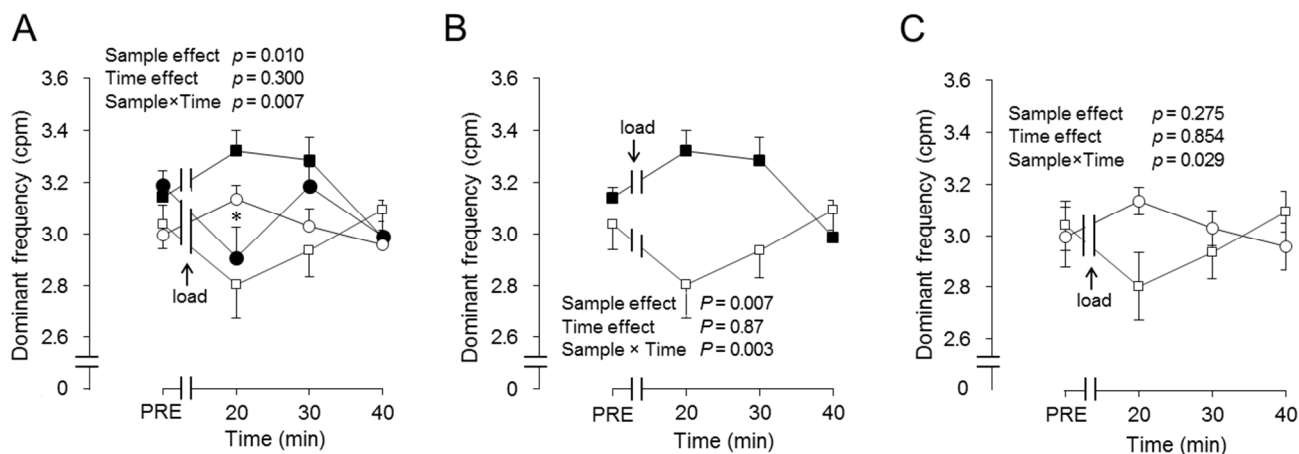 A
Sample effect p = 0.010
Time effect p = 0.300
Sample×Time p = 0.007
Dominant frequency (cpm)
3.6
3.4
3.2
3.0
2.8
2.6
0
*
load
PRE 20 30 40
Time (min)
B
Dominant frequency (cpm)
3.6
3.4
3.2
3.0
2.8
2.6
0
load
Sample effect P = 0.007
Time effect P = 0.87
Sample × Time P = 0.003
PRE 20 30 40
Time (min)
C
Dominant frequency (cpm)
3.6
3.4
3.2
3.0
2.8
2.6
0
Sample effect p = 0.275
Time effect p = 0.854
Sample×Time p = 0.029
load
PRE 20 30 40
Time (min)